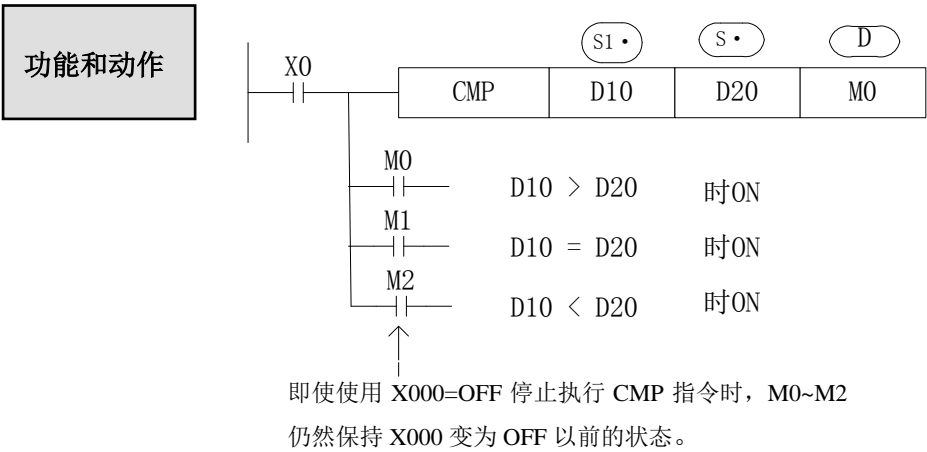 功能和动作
S1· S· D
X0
CMP D10 D20 M0
M0
D10 > D20 时ON
M1
D10 = D20 时ON
M2
D10 < D20 时ON
即使使用 X000=OFF 停止执行 CMP 指令时，M0~M2
仍然保持 X000 变为 OFF 以前的状态。